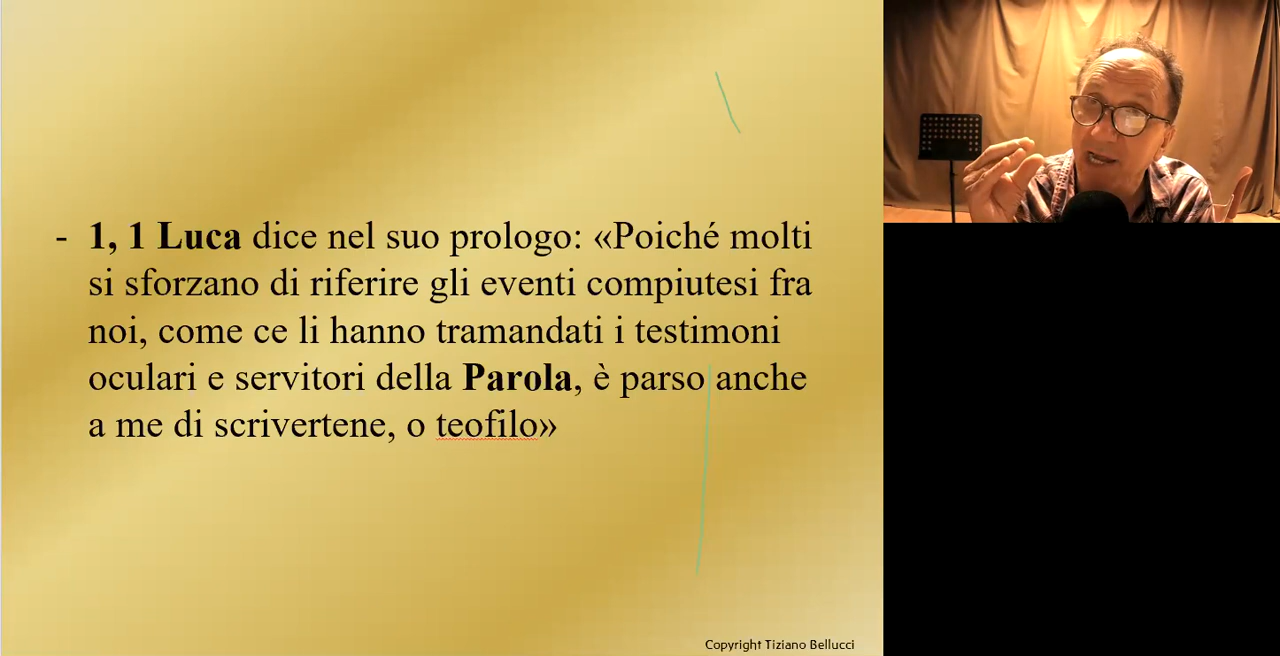 - 1, 1 Luca dice nel suo prologo: «Poiché molti
si sforzano di riferire gli eventi compiutesi fra
noi, come ce li hanno tramandati i testimoni
oculari e servitori della Parola, è parso anche
a me di scrivertene, o teofilo»
Copyright Tiziano Bellucci